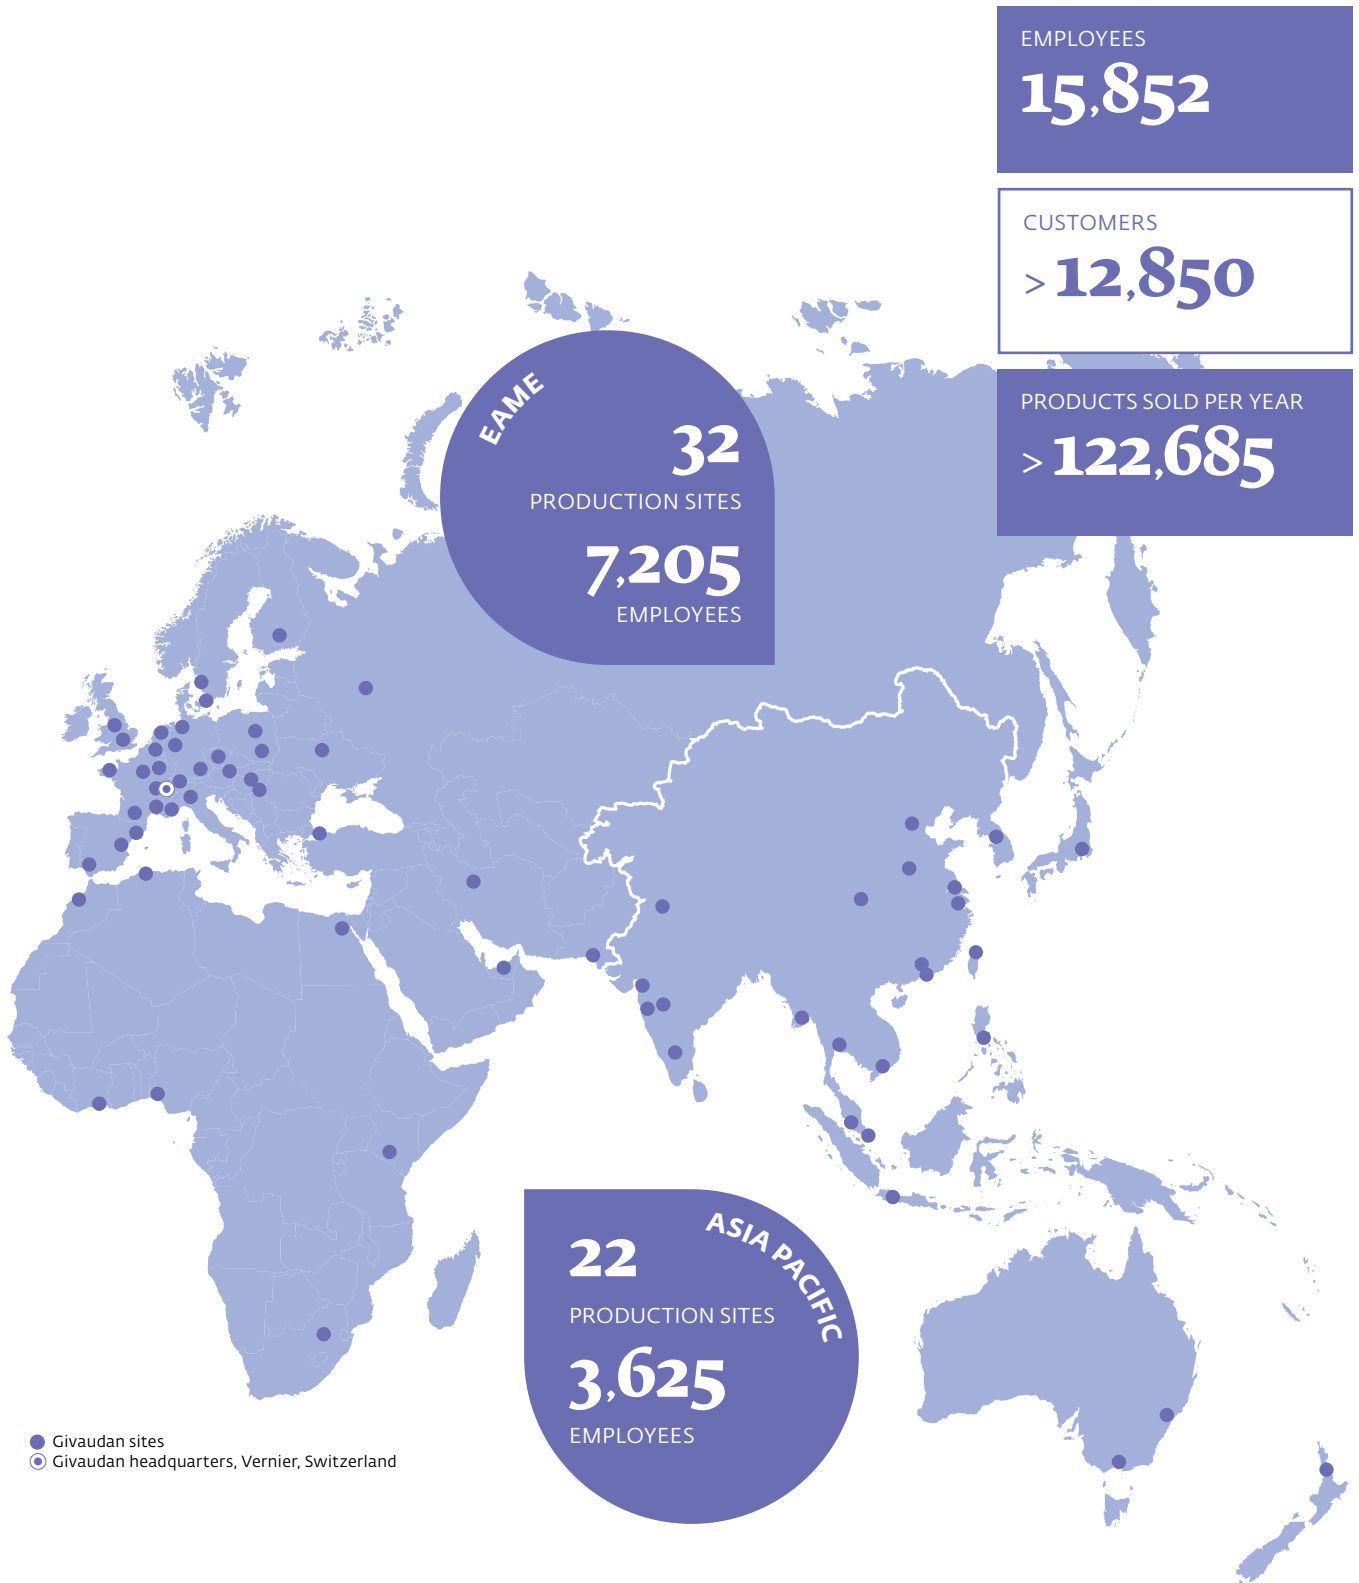 EMPLOYEES
15,852
CUSTOMERS
> 12,850
PRODUCTS SOLD PER YEAR
> 122,685
EAME
32
PRODUCTION SITES
7,205
EMPLOYEES
ASIA PACIFIC
22
PRODUCTION SITES
3,625
EMPLOYEES
Givaudan sites
Givaudan headquarters, Vernier, Switzerland